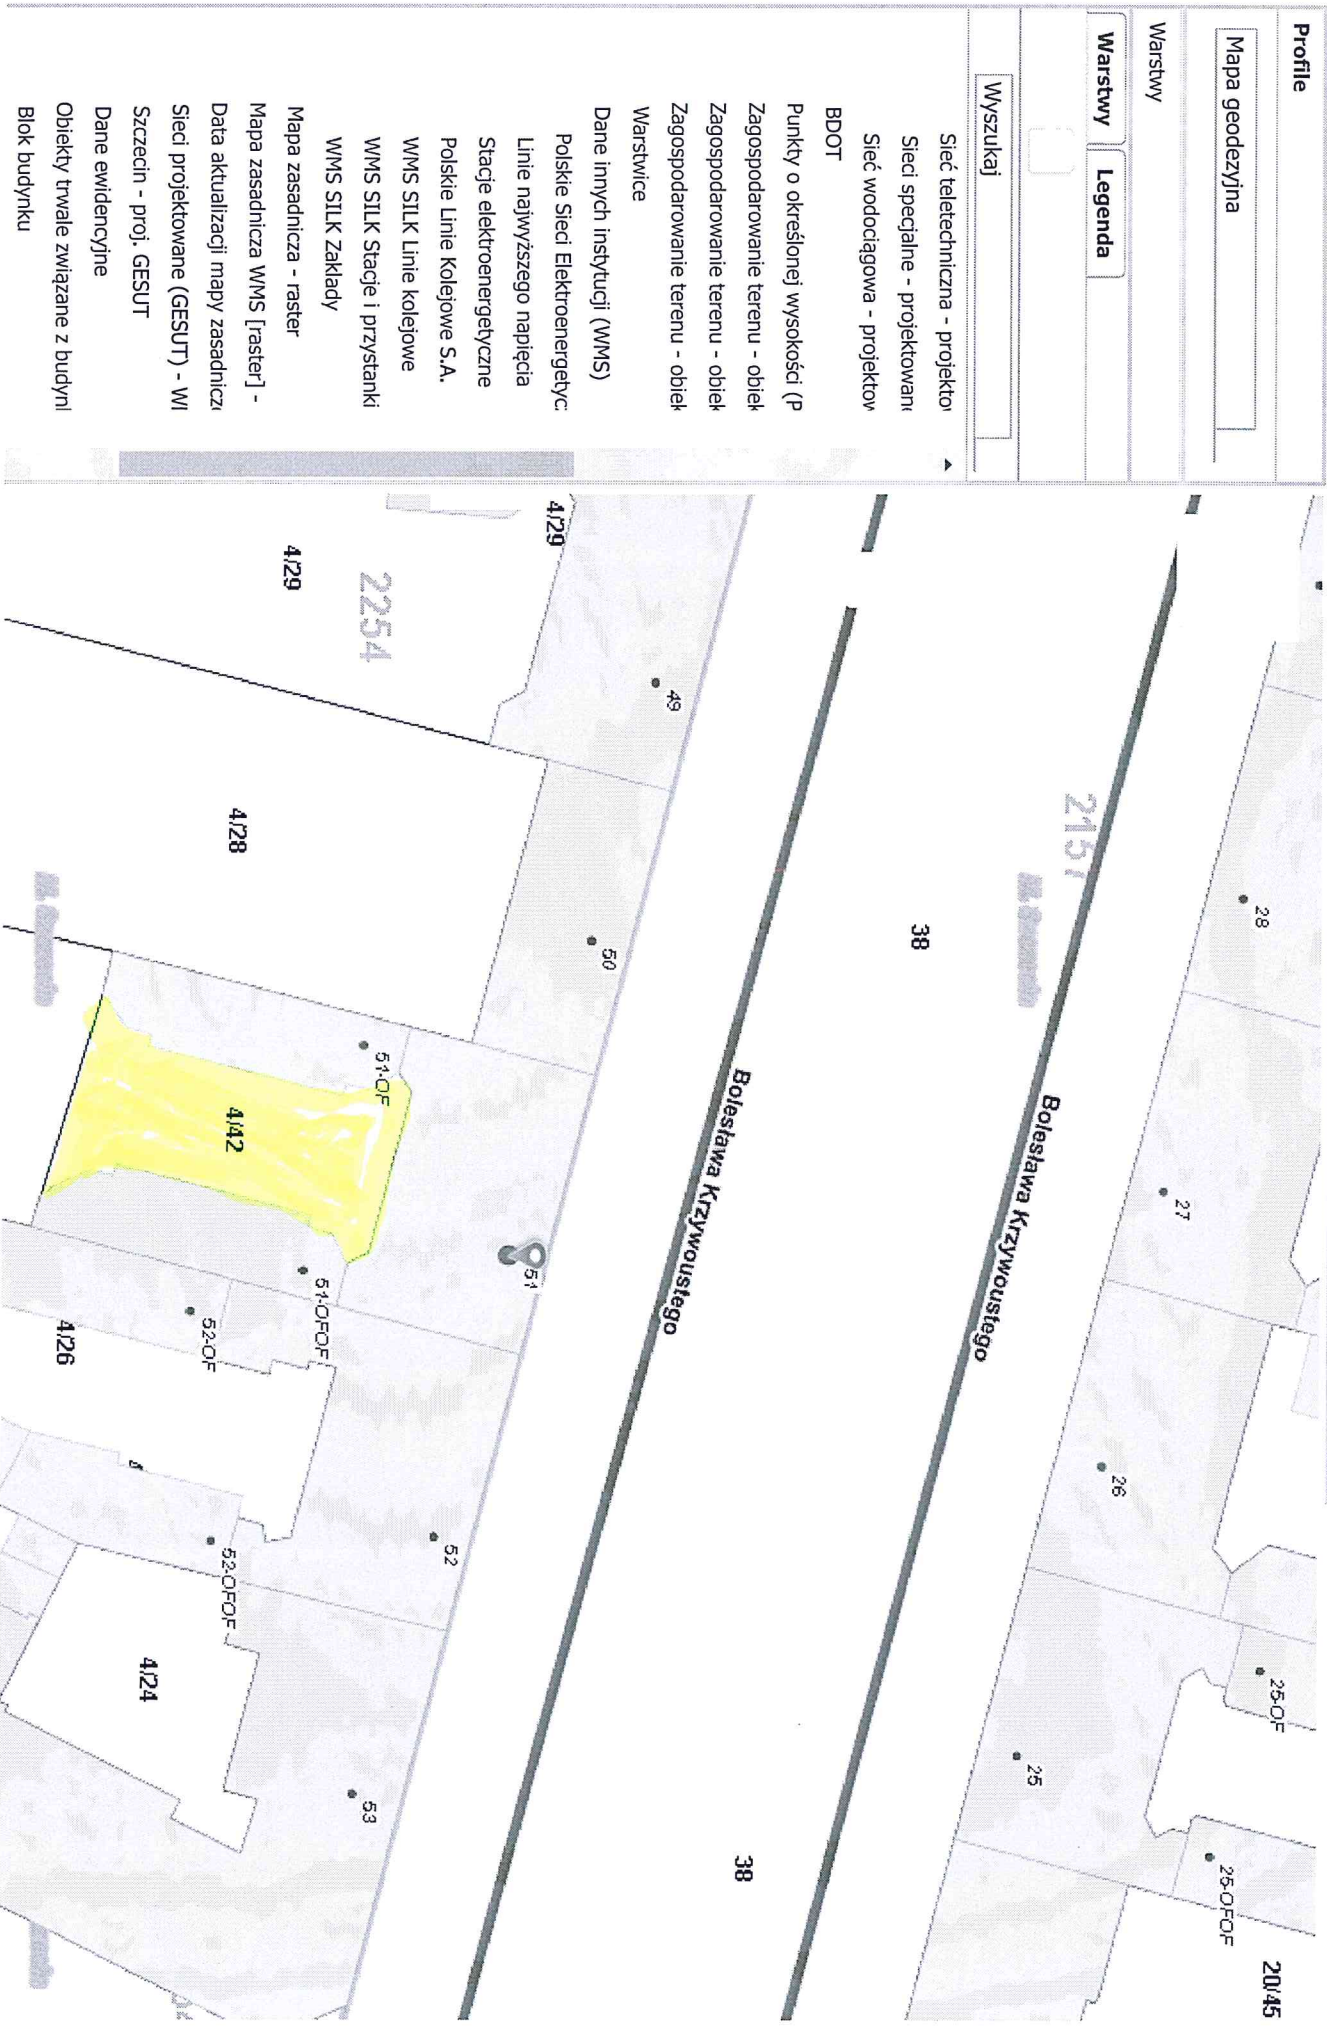 Profile
Mapa geodezyjna
Warstwy
Warstwy Legenda
Wyszukaj
Sieć teletechniczna - projekto
Sieci specjalne - projektowan
Sieć wodociągowa - projektow
BDOT
Punkty o określonej wysokości (P
Zagospodarowanie terenu - obiek
Zagospodarowanie terenu - obiek
Zagospodarowanie terenu - obiek
Warstwice
Dane innych instytucji (WMS)
Polskie Sieci Elektroenergetyc
Linie najwyższego napięcia
Stacje elektroenergetyczne
Polskie Linie Kolejowe S.A.
WMS SILK Linie kolejowe
WMS SILK Stacje i przystanki
WMS SILK Zakłady
Mapa zasadnicza - raster
Mapa zasadnicza WMS [raster] -
Data aktualizacji mapy zasadnicz
Sieci projektowane (GESUT) - W
Szczecin - proj. GESUT
Dane ewidencyjne
Obiekty trwale związane z budyn
Blok budynku
28
27
26
25-OF
25
25-OFOF
20/45
2157
38
Bolesława Krzywoustego
Bolesława Krzywoustego
38
4/29
49
50
51
52
53
4/29
2254
4/28
51-OF
4/42
51-OFOF
52-OF
4/26
52-OFOF
4/24